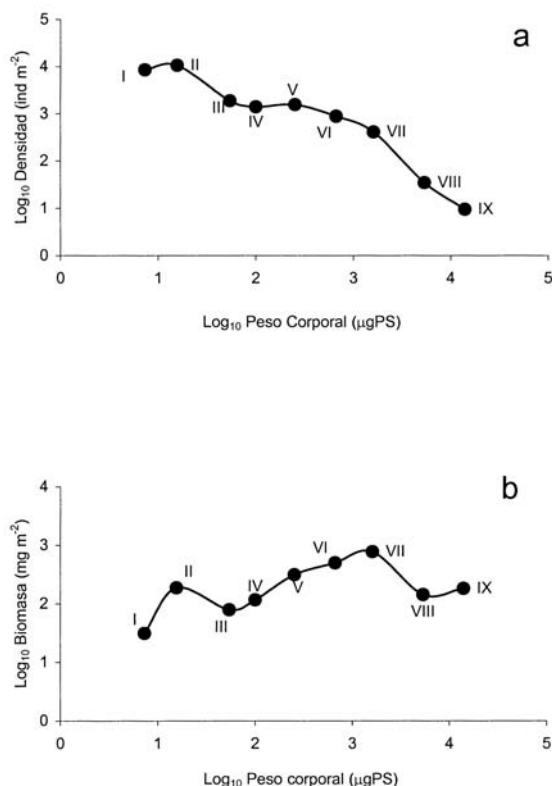 a
5
4
3
2
1
0
Log₁₀ Densidad (ind m⁻²)
I
II
III
IV
V
VI
VII
VIII
IX
0 1 2 3 4 5
Log₁₀ Peso Corporal (µgPS)
b
4
3
2
1
0
Log₁₀ Biomasa (mg m⁻²)
I
II
III
IV
V
VI
VII
VIII
IX
0 1 2 3 4 5
Log₁₀ Peso corporal (µgPS)